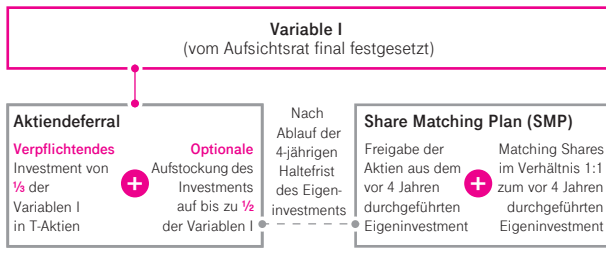 Variable I
(vom Aufsichtsrat final festgesetzt)
Aktiendeferral
Verpflichtendes
Investment von
⅓ der
Variablen I
in T-Aktien
Optionale
Aufstockung des
Investments
auf bis zu ½
der Variablen I
Nach
Ablauf der
4-jährigen
Haltefrist
des Eigen-
investments
Share Matching Plan (SMP)
Freigabe der
Aktien aus dem
vor 4 Jahren
durchgeführten
Eigeninvestment
Matching Shares
im Verhältnis 1:1
zum vor 4 Jahren
durchgeführten
Eigeninvestment